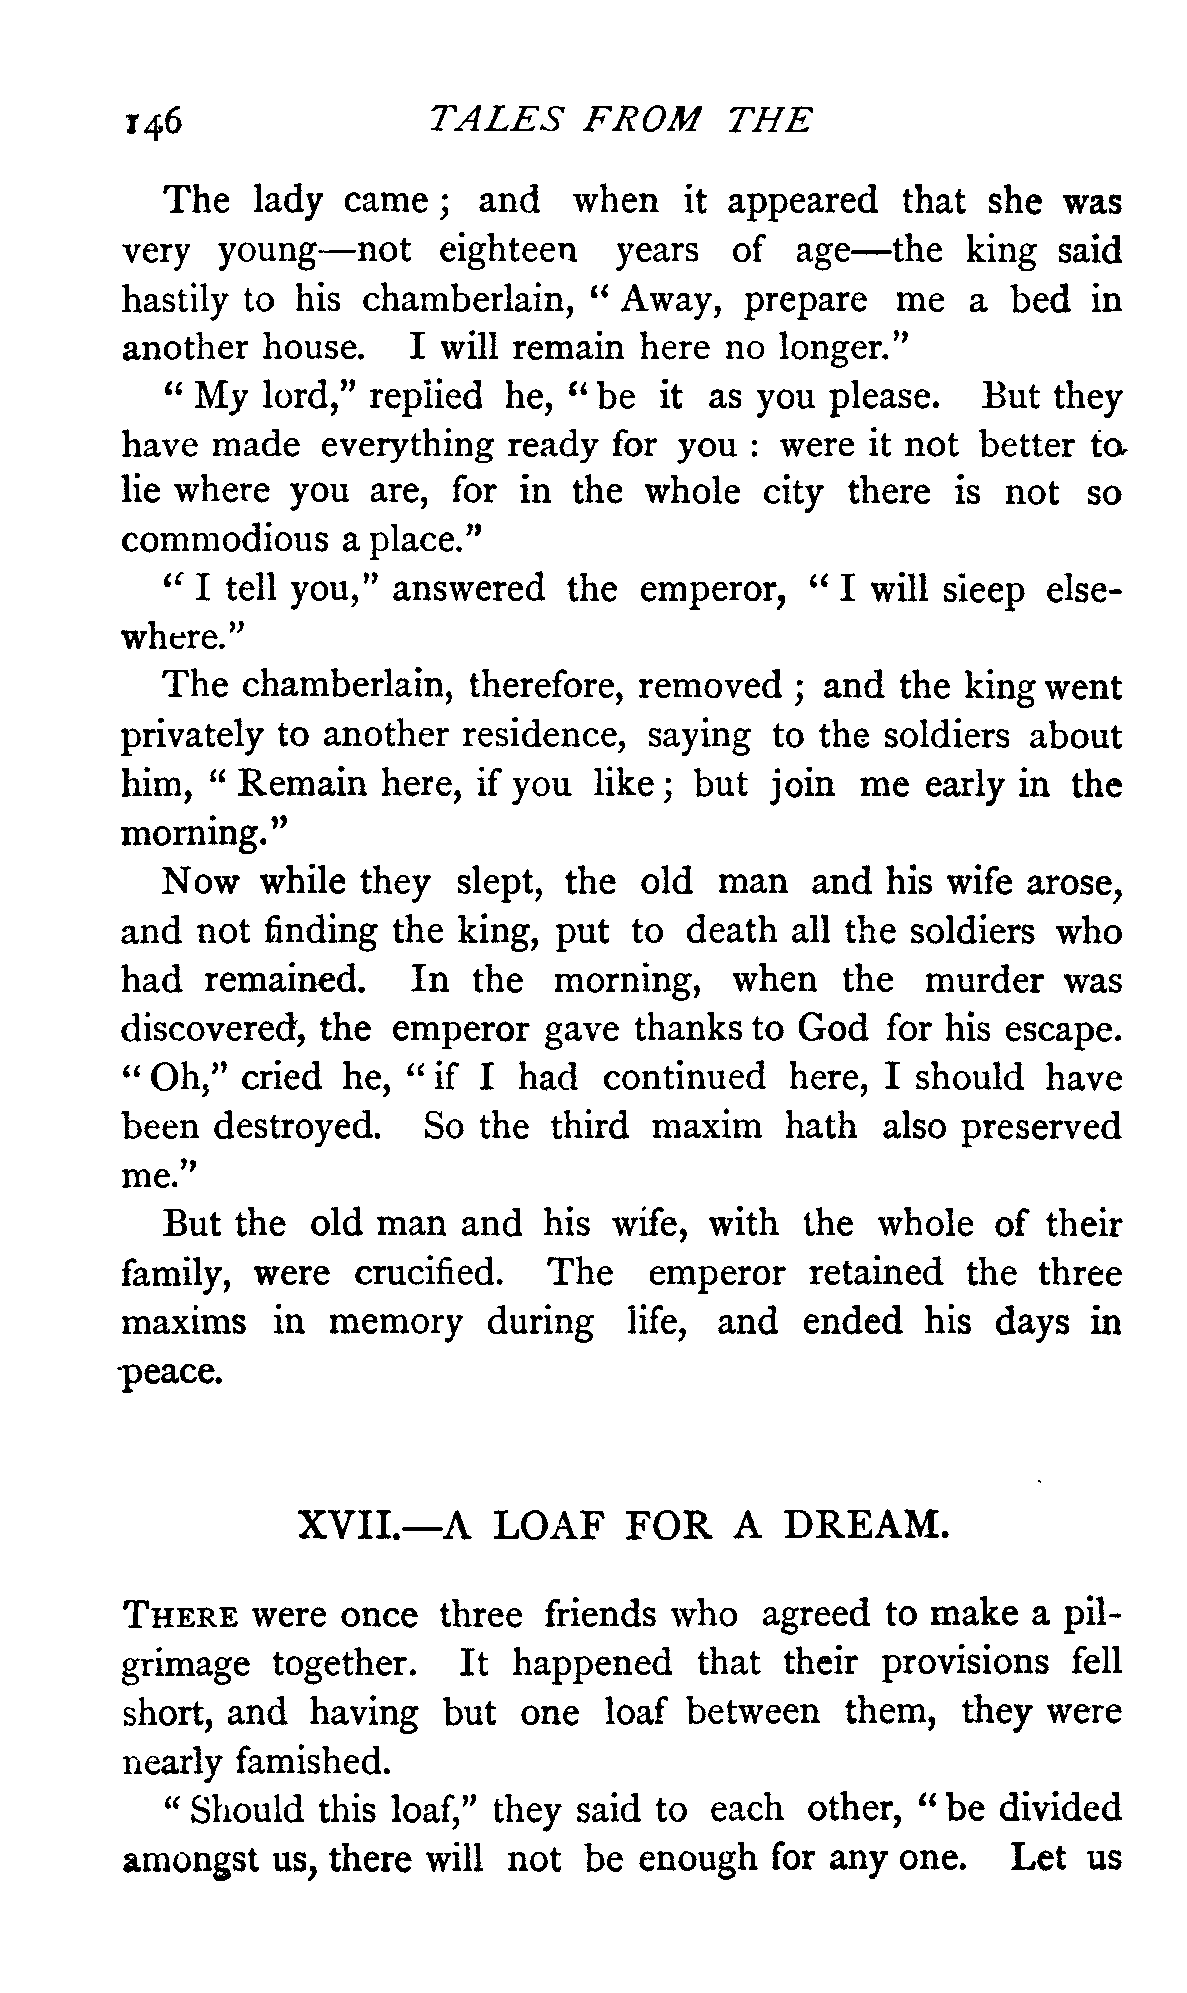 146 TALES FROM THE
The lady came ; and when it appeared that she was
very young—not eighteen years of age—the king said
hastily to his chamberlain, “ Away, prepare me a bed in
another house. I will remain here no longer.”
“ My lord,” replied he, “ be it as you please. But they
have made everything ready for you : were it not better to
lie where you are, for in the whole city there is not so
commodious a place.”
“ I tell you,” answered the emperor, “ I will sleep else-
where.”
The chamberlain, therefore, removed ; and the king went
privately to another residence, saying to the soldiers about
him, “ Remain here, if you like ; but join me early in the
morning.”
Now while they slept, the old man and his wife arose,
and not finding the king, put to death all the soldiers who
had remained. In the morning, when the murder was
discovered, the emperor gave thanks to God for his escape.
“ Oh,” cried he, “ if I had continued here, I should have
been destroyed. So the third maxim hath also preserved
me.”
But the old man and his wife, with the whole of their
family, were crucified. The emperor retained the three
maxims in memory during life, and ended his days in
peace.
XVII.—A LOAF FOR A DREAM.
THERE were once three friends who agreed to make a pil-
grimage together. It happened that their provisions fell
short, and having but one loaf between them, they were
nearly famished.
“ Should this loaf,” they said to each other, “ be divided
amongst us, there will not be enough for any one. Let us